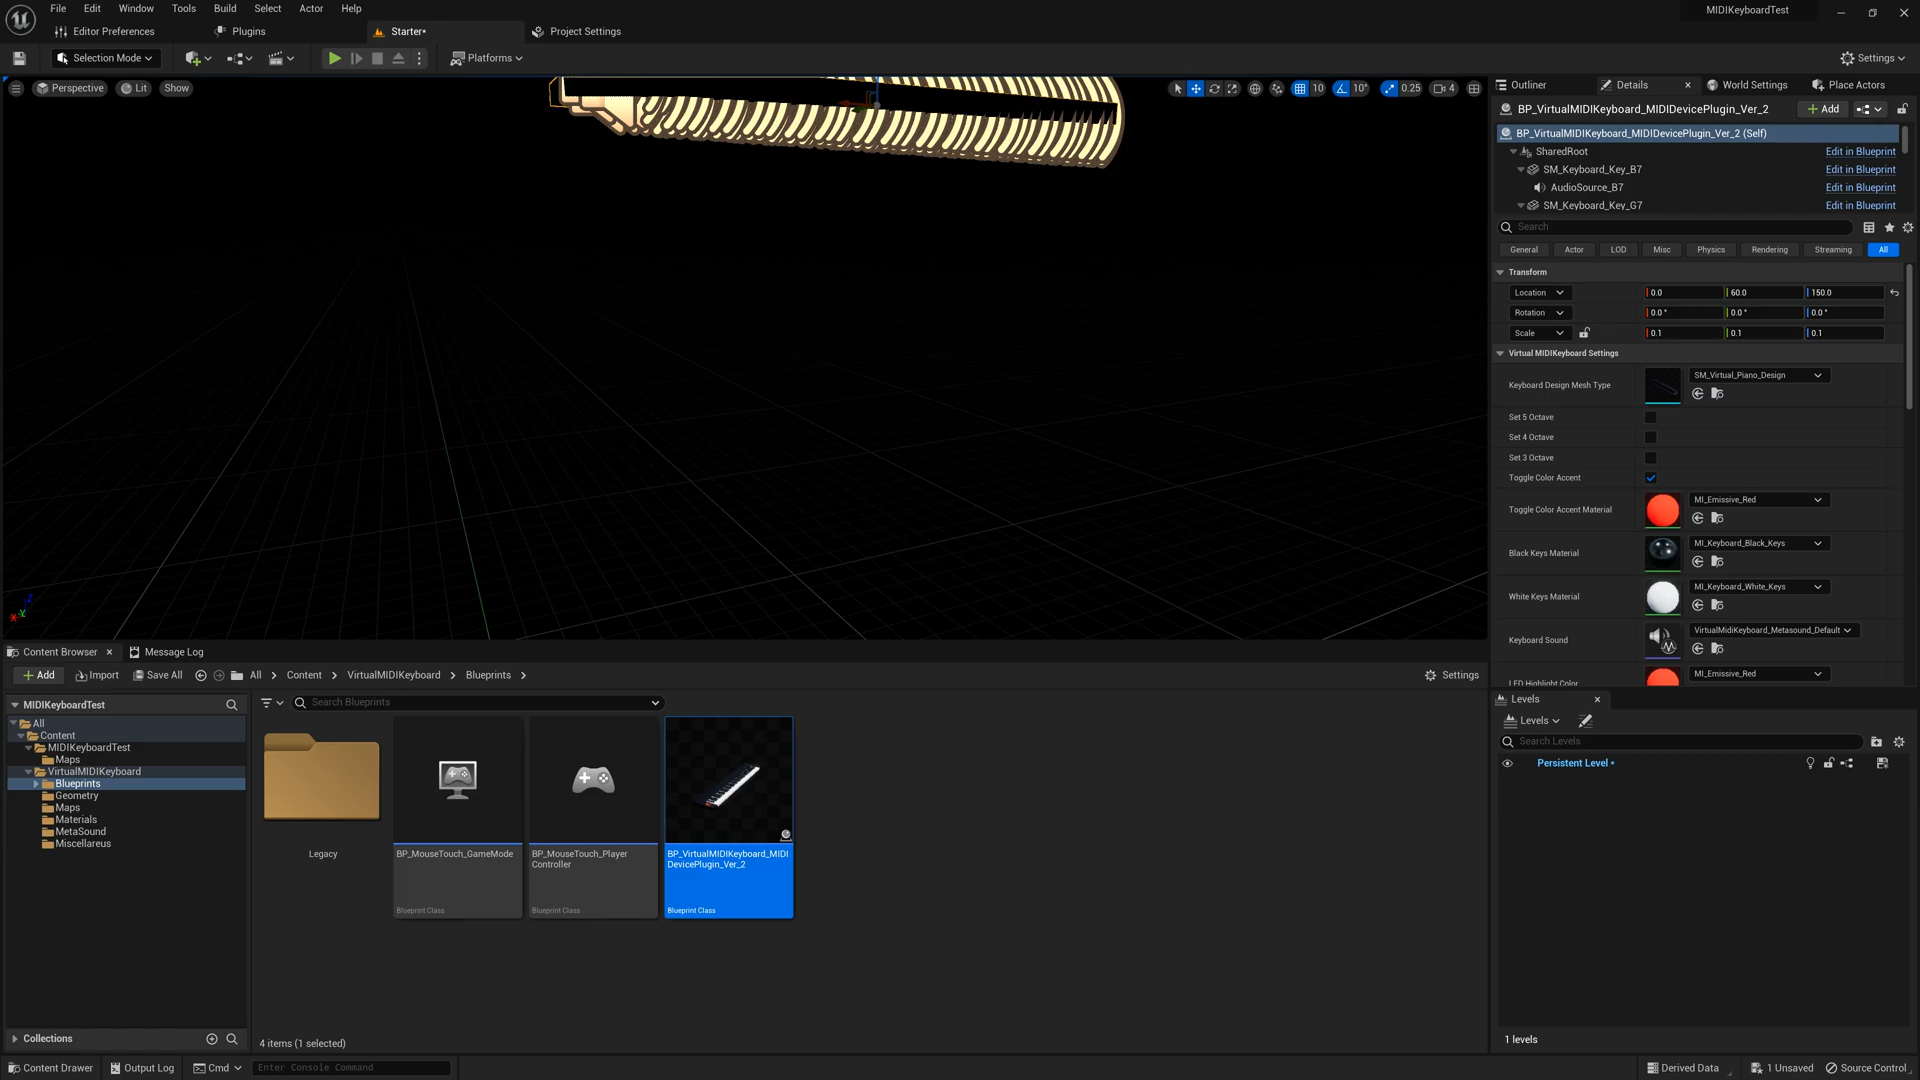 File Edit Window Tools Build Select Actor Help
MIDIKeyboardTest
Editor Preferences Plugins Starter• Project Settings
Selection Mode Platforms Settings
Perspective Lit Show 10 10° 0.25 4
Outliner Details World Settings Place Actors
BP_VirtualMIDIKeyboard_MIDIDevicePlugin_Ver_2 + Add
BP_VirtualMIDIKeyboard_MIDIDevicePlugin_Ver_2 (Self)
SharedRoot Edit in Blueprint
SM_Keyboard_Key_B7 Edit in Blueprint
AudioSource_B7 Edit in Blueprint
SM_Keyboard_Key_G7 Edit in Blueprint
Search
General Actor LOD Misc Physics Rendering Streaming All
Transform
Location 0.0 60.0 150.0
Rotation 0.0° 0.0° 0.0°
Scale 0.1 0.1 0.1
Virtual MIDIKeyboard Settings
Keyboard Design Mesh Type SM_Virtual_Piano_Design
Set 5 Octave
Set 4 Octave
Set 3 Octave
Toggle Color Accent
Toggle Color Accent Material MI_Emissive_Red
Black Keys Material MI_Keyboard_Black_Keys
White Keys Material MI_Keyboard_White_Keys
Keyboard Sound VirtualMidiKeyboard_Metasound_Default
LED Highlight Color MI_Emissive_Red
Z
X Y
Content Browser Message Log
+ Add Import Save All All Content VirtualMIDIKeyboard Blueprints Settings
MIDIKeyboardTest
All
Content
MIDIKeyboardTest
Maps
VirtualMIDIKeyboard
Blueprints
Geometry
Maps
Materials
MetaSound
Miscellareus
Collections
Search Blueprints
Legacy
BP_MouseTouch_GameMode
Blueprint Class
BP_MouseTouch_Player
Controller
Blueprint Class
BP_VirtualMIDIKeyboard_MIDI
DevicePlugin_Ver_2
Blueprint Class
4 items (1 selected)
Levels
Levels
Search Levels
Persistent Level •
1 levels
Content Drawer Output Log Cmd Enter Console Command Derived Data 1 Unsaved Source Control